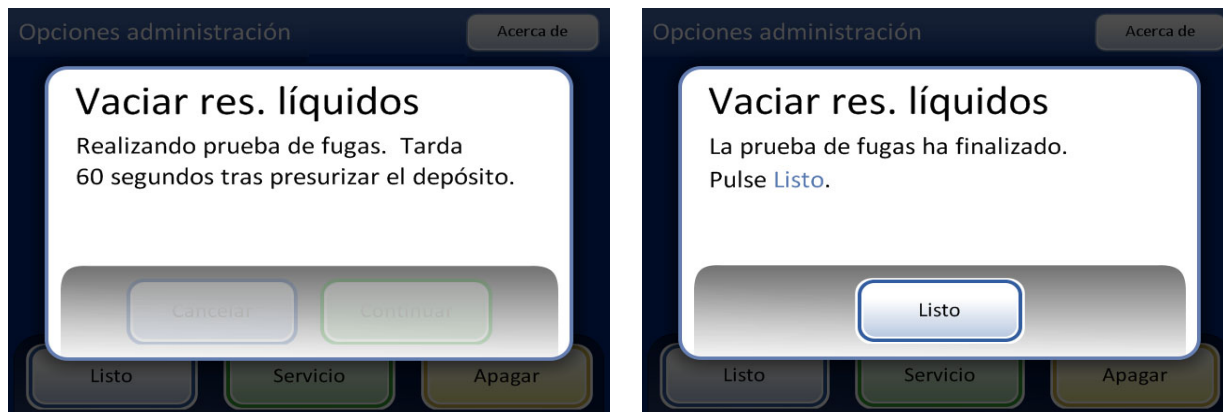 Opciones administración
Acerca de
Vaciar res. líquidos
Realizando prueba de fugas. Tarda
60 segundos tras presurizar el depósito.
Cancelar
Continuar
Listo
Servicio
Apagar
Opciones administración
Acerca de
Vaciar res. líquidos
La prueba de fugas ha finalizado.
Pulse Listo.
Listo
Listo
Servicio
Apagar